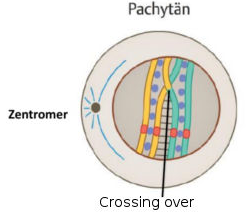 Pachytän
Zentromer
Crossing over